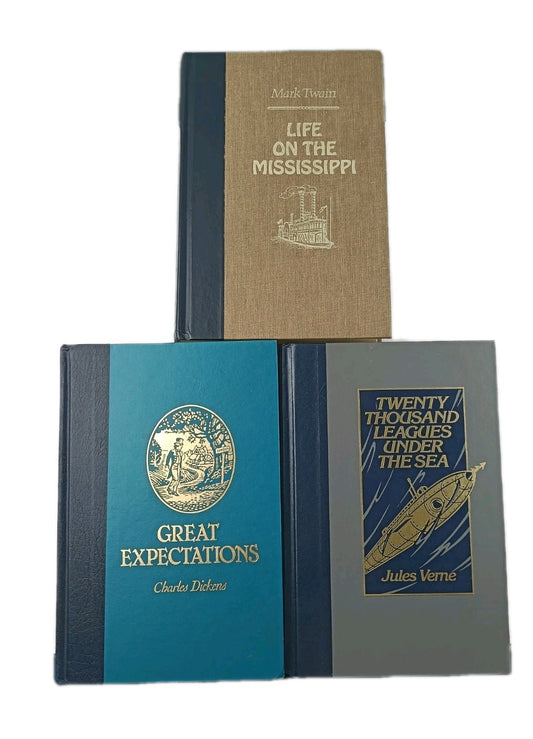 Mark Twain
LIFE
ON THE
MISSISSIPPI
GREAT
EXPECTATIONS
Charles Dickens
TWENTY
THOUSAND
LEAGUES
UNDER
THE SEA
Jules Verne